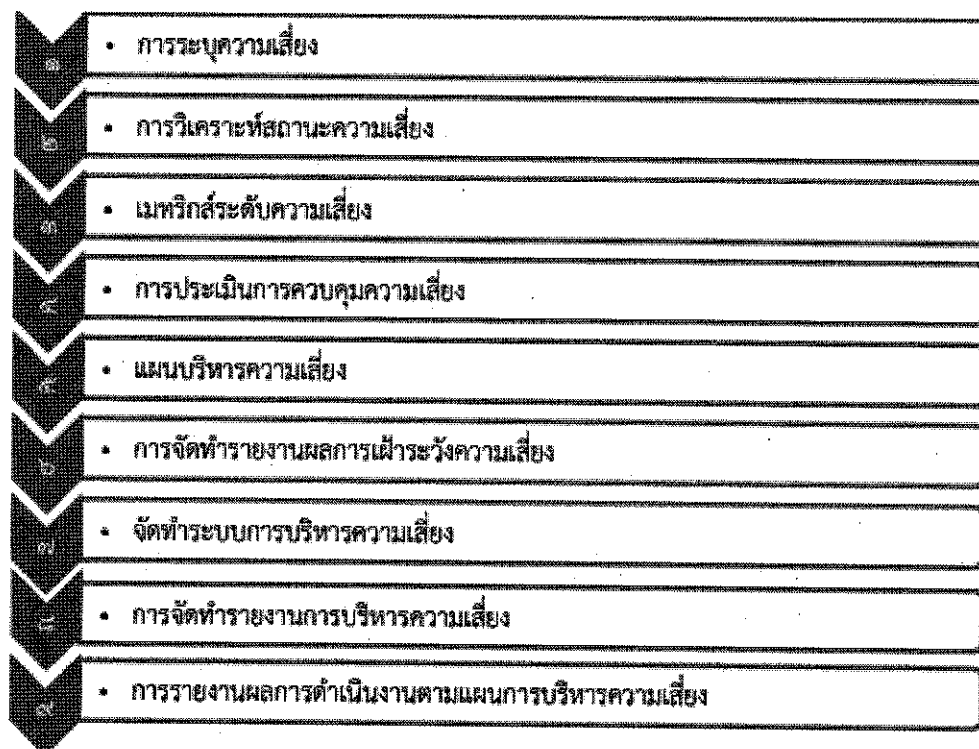 ๑ • การระบุความเสี่ยง
๒ • การวิเคราะห์สถานะความเสี่ยง
๓ • เมทริกส์ระดับความเสี่ยง
๔ • การประเมินการควบคุมความเสี่ยง
๕ • แผนบริหารความเสี่ยง
๖ • การจัดทำรายงานผลการเฝ้าระวังความเสี่ยง
๗ • จัดทำระบบการบริหารความเสี่ยง
๘ • การจัดทำรายงานการบริหารความเสี่ยง
๙ • การรายงานผลการดำเนินงานตามแผนการบริหารความเสี่ยง